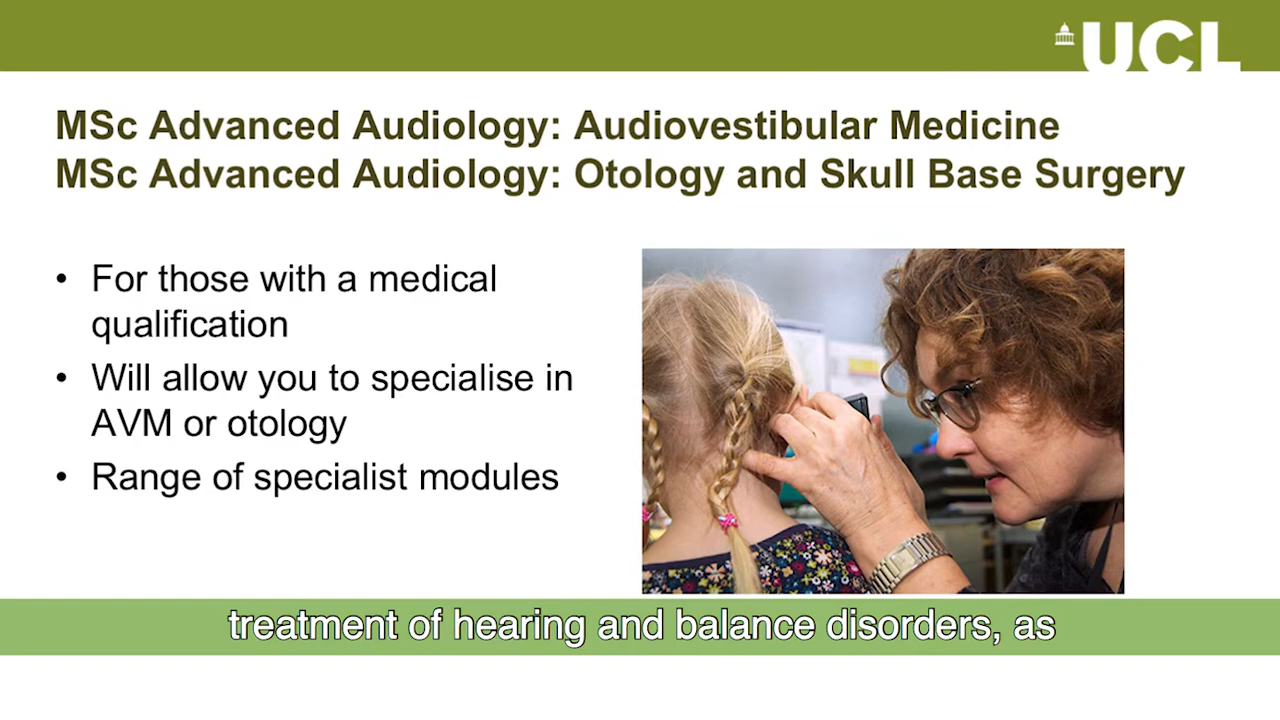 UCL
MSc Advanced Audiology: Audiovestibular Medicine
MSc Advanced Audiology: Otology and Skull Base Surgery
• For those with a medical
qualification
• Will allow you to specialise in
AVM or otology
• Range of specialist modules
treatment of hearing and balance disorders, as